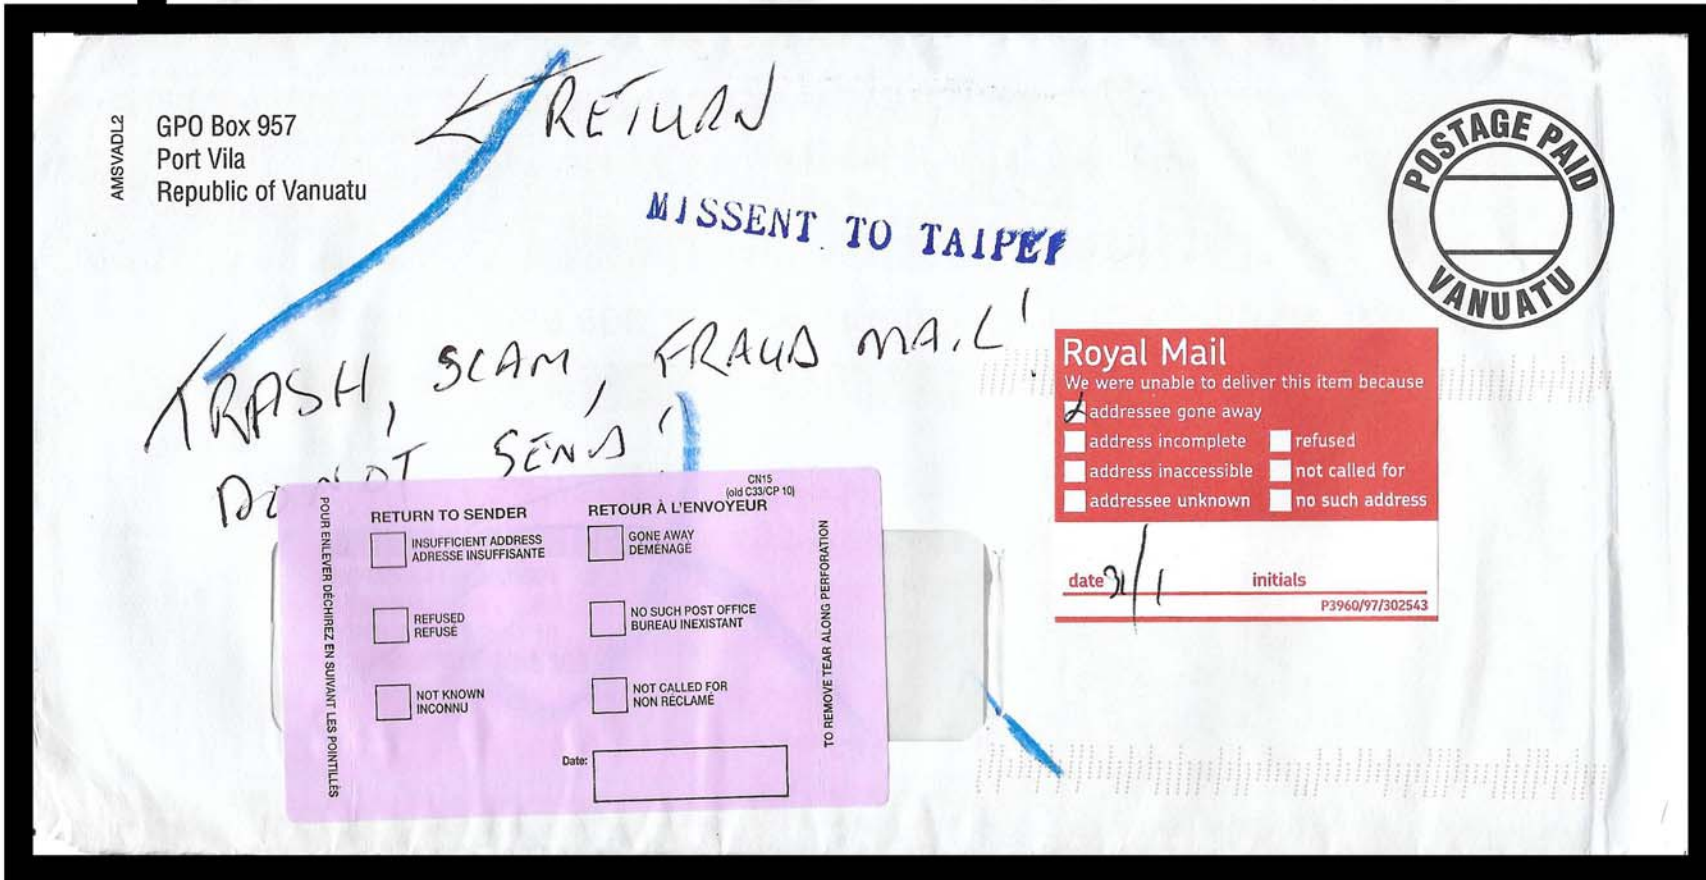 AMSVADL2
GPO Box 957
Port Vila
Republic of Vanuatu
RETURN
MISSENT TO TAIPEI
POSTAGE PAID
VANUATU
TRASH, SCAM, FRAUD MAIL!
DO NOT SEND!
Royal Mail
We were unable to deliver this item because
addressee gone away
address incomplete
refused
address inaccessible
not called for
addressee unknown
no such address
date 31/1 initials
P3960/97/302543
CN15
(old C33/CP 10)
RETURN TO SENDER
RETOUR À L'ENVOYEUR
INSUFFICIENT ADDRESS
ADRESSE INSUFFISANTE
GONE AWAY
DÉMÉNAGÉ
REFUSED
REFUSÉ
NO SUCH POST OFFICE
BUREAU INEXISTANT
NOT KNOWN
INCONNU
NOT CALLED FOR
NON RÉCLAMÉ
Date:
POUR ENLEVER DÉCHIREZ EN SUIVANT LES POINTILLÉS
TO REMOVE TEAR ALONG PERFORATION